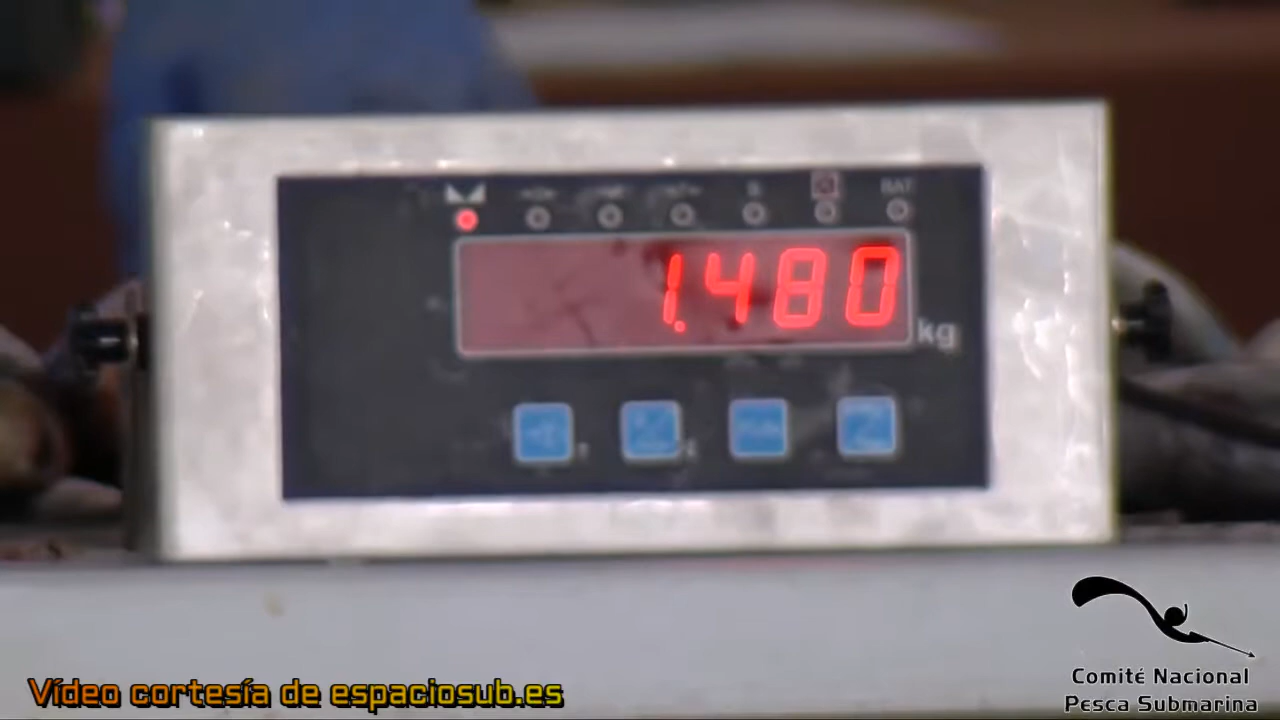 BAT
1.480
kg
Vídeo cortesía de espaciosub.es
Comité Nacional
Pesca Submarina